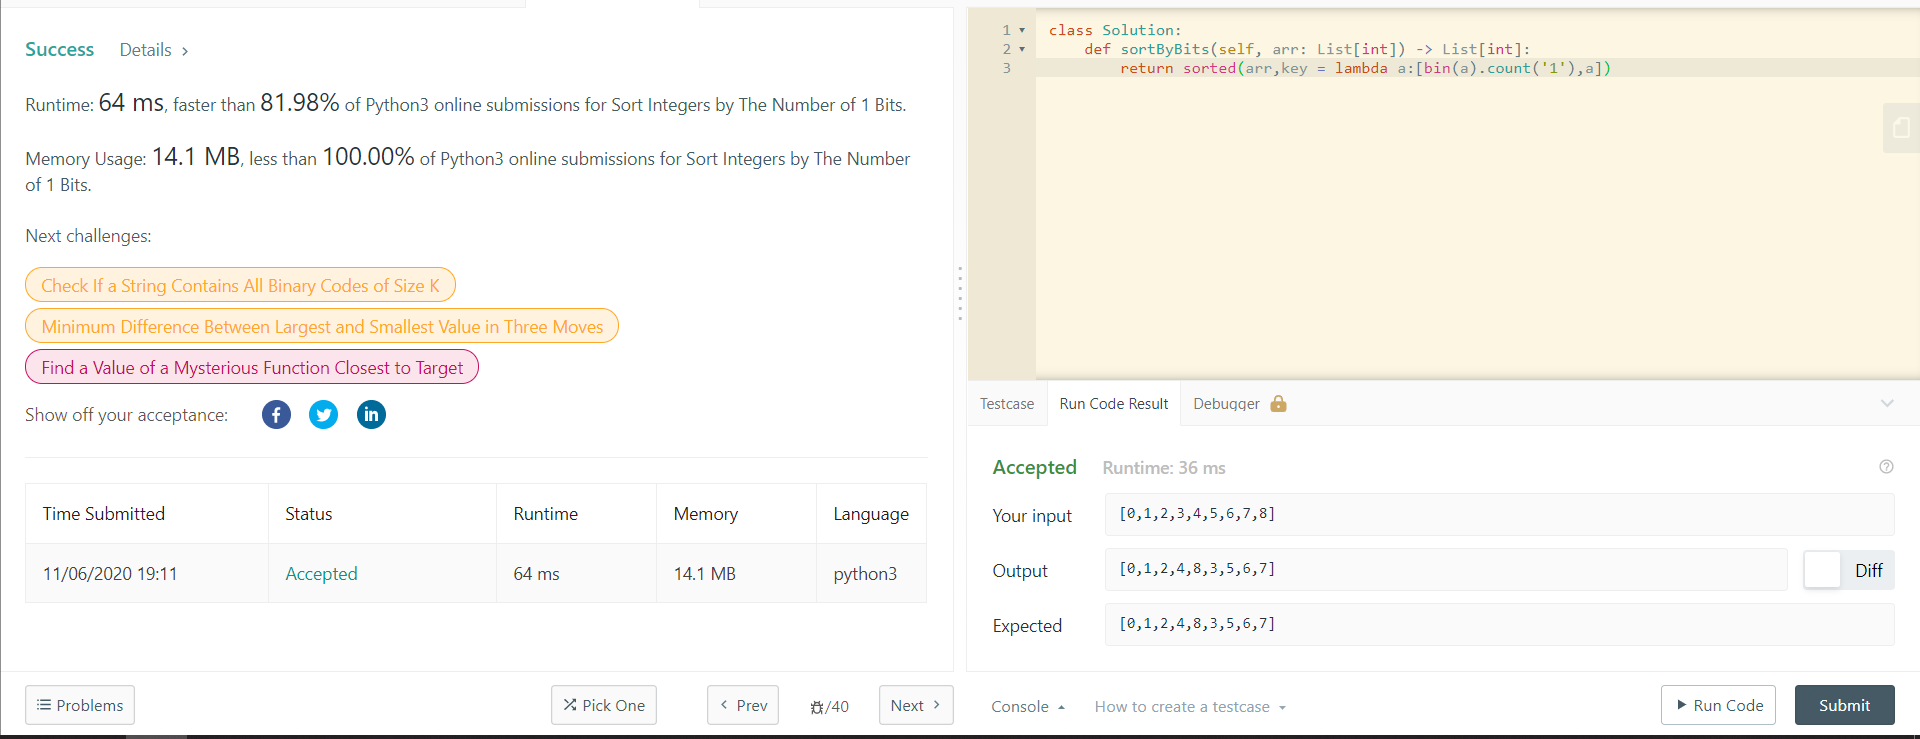 Success Details >
Runtime: 64 ms, faster than 81.98% of Python3 online submissions for Sort Integers by The Number of 1 Bits.
Memory Usage: 14.1 MB, less than 100.00% of Python3 online submissions for Sort Integers by The Number
of 1 Bits.
Next challenges:
Check If a String Contains All Binary Codes of Size K
Minimum Difference Between Largest and Smallest Value in Three Moves
Find a Value of a Mysterious Function Closest to Target
Show off your acceptance:
Time Submitted Status Runtime Memory Language
11/06/2020 19:11 Accepted 64 ms 14.1 MB python3
Problems Pick One < Prev /40 Next >
1 class Solution:
2 def sortByBits(self, arr: List[int]) -> List[int]:
3 return sorted(arr,key = lambda a:[bin(a).count('1'),a])
Testcase Run Code Result Debugger
Accepted Runtime: 36 ms
Your input [0,1,2,3,4,5,6,7,8]
Output [0,1,2,4,8,3,5,6,7] Diff
Expected [0,1,2,4,8,3,5,6,7]
Console How to create a testcase Run Code Submit